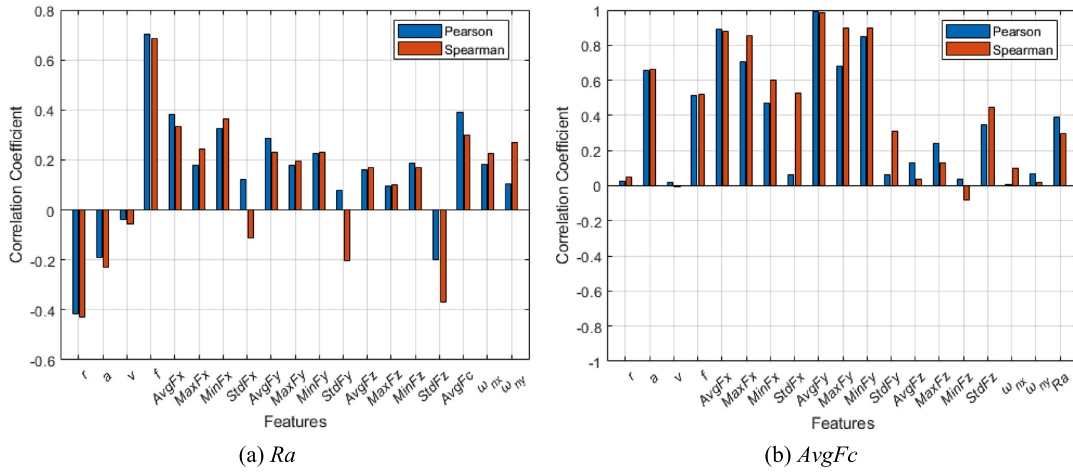 0.8
0.6
0.4
0.2
0
-0.2
-0.4
-0.6
Correlation Coefficient
Pearson
Spearman
r a v f AvgFx MaxFx MinFx StdFx AvgFy MaxFy MinFy StdFy AvgFz MaxFz MinFz StdFz AvgFc ω nx ω ny
Features
(a) Ra
1
0.8
0.6
0.4
0.2
0
-0.2
-0.4
-0.6
-0.8
-1
Correlation Coefficient
Pearson
Spearman
r a v f AvgFx MaxFx MinFx StdFx AvgFy MaxFy MinFy StdFy AvgFz MaxFz MinFz StdFz ω nx ω ny Ra
Features
(b) AvgFc